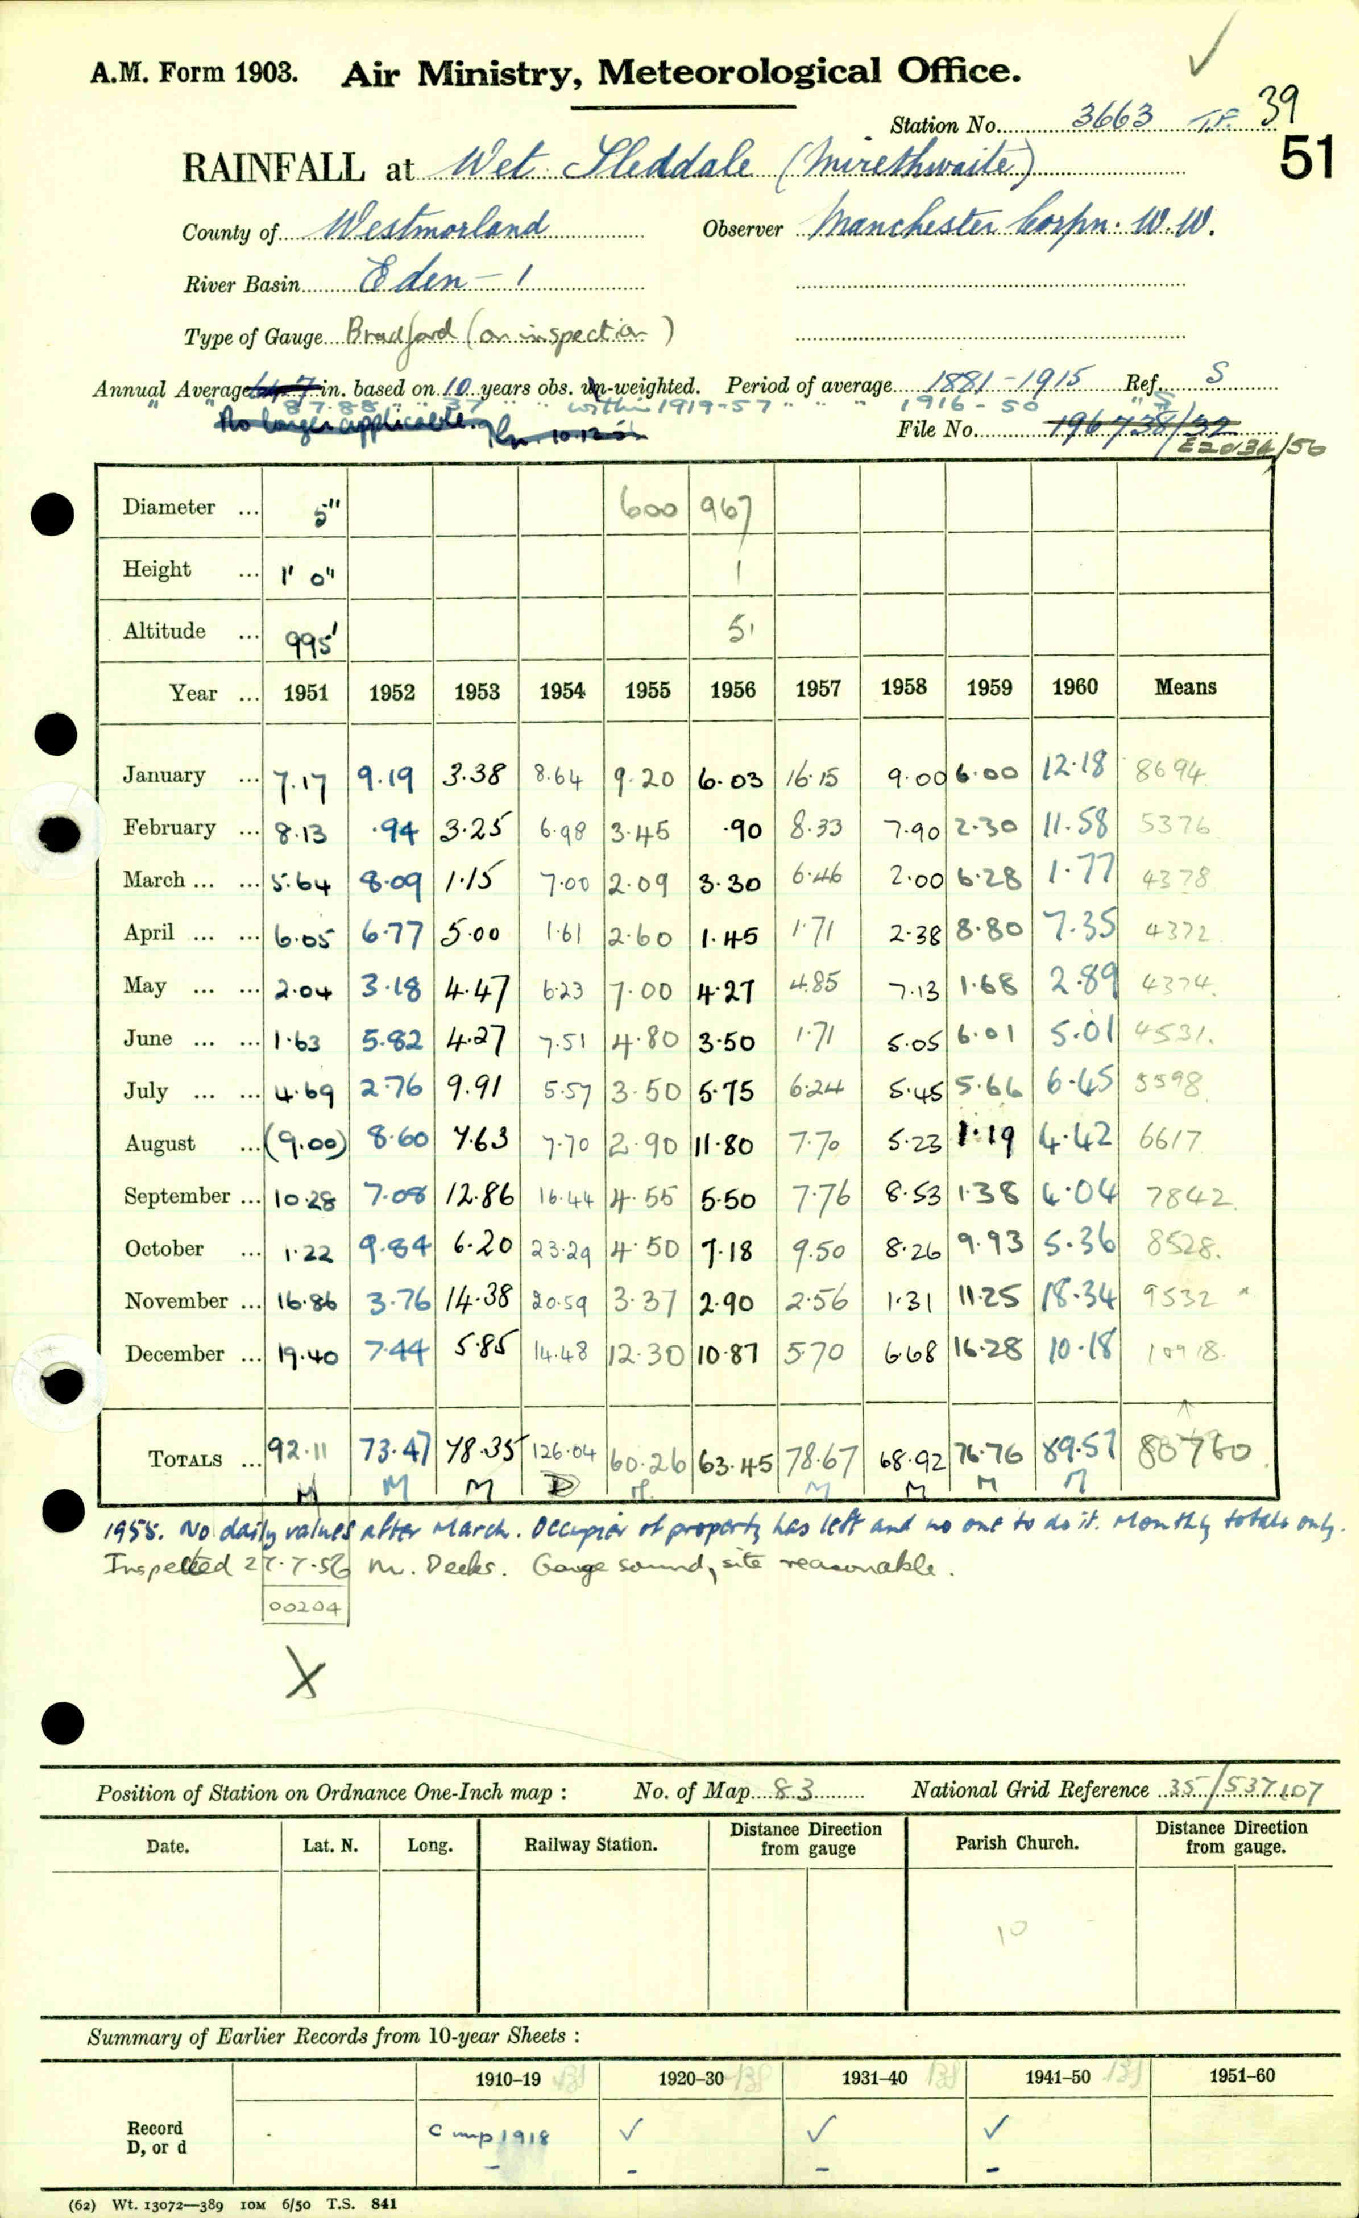 A.M. Form 1903. Air Ministry, Meteorological Office.
Station No. 3663 T.P. 39
RAINFALL at Wet Sleddale (Mirethwaite) 51
County of Westmorland Observer Manchester Corpn. W.W.
River Basin Eden - 1
Type of Gauge Bradford (on inspection)
Annual Average in. based on 10 years obs. un-weighted. Period of average 1881-1915 Ref. S
" " 87.88 " " 37 " " within 1919-57 " " " 1916-50 " S
No longer applicable. 10.12.51 File No. 196738/32
E20134/56
Diameter ... 5" 600 967
Height ... 1' 0" 1
Altitude ... 995' 5'
Year ... 1951 1952 1953 1954 1955 1956 1957 1958 1959 1960 Means
January ... 7.17 9.19 3.38 8.64 9.20 6.03 16.15 9.00 6.00 12.18 8694
February ... 8.13 .94 3.25 6.98 3.45 .90 8.33 7.90 2.30 11.58 5376
March ... ... 5.64 8.09 1.15 7.00 2.09 3.30 6.46 2.00 6.28 1.77 4378
April ... ... 6.05 6.77 5.00 1.61 2.60 1.45 1.71 2.38 8.80 7.35 4372
May ... ... 2.04 3.18 4.47 6.23 7.00 4.27 4.85 7.13 1.68 2.89 4374.
June ... ... 1.63 5.82 4.27 7.51 4.80 3.50 1.71 5.05 6.01 5.01 4531.
July ... ... 4.69 2.76 9.91 5.57 3.50 5.75 6.24 5.45 5.66 6.45 5598
August ... (9.00) 8.60 7.63 7.70 2.90 11.80 7.70 5.23 1.19 4.42 6617
September ... 10.28 7.08 12.86 16.44 4.55 5.50 7.76 8.53 1.38 4.04 7842.
October ... 1.22 9.84 6.20 23.29 4.50 7.18 9.50 8.26 9.93 5.36 8528.
November ... 16.86 3.76 14.38 20.59 3.37 2.90 2.56 1.31 11.25 18.34 9532 *
December ... 19.40 7.44 5.85 14.48 12.30 10.87 5.70 6.68 16.28 10.18 10918.
TOTALS ... 92.11 73.47 78.35 126.04 60.26 63.45 78.67 68.92 76.76 89.57 80760
M M M D M M M M
1955. No daily values after March. Occupier of property has left and no one to do it. Monthly totals only.
Inspected 27.7.56 M. Deeks. Gauge sound, site reasonable.
00204
X
Position of Station on Ordnance One-Inch map : No. of Map 83 National Grid Reference 35/537107
Date. Lat. N. Long. Railway Station. Distance Direction from gauge Parish Church. Distance Direction from gauge.
10
Summary of Earlier Records from 10-year Sheets :
1910-19 1920-30 1931-40 1941-50 1951-60
Record
D, or d
Cmp 1918 ✓ ✓ ✓
- - - -
(62) Wt. 13072—389 10M 6/50 T.S. 841